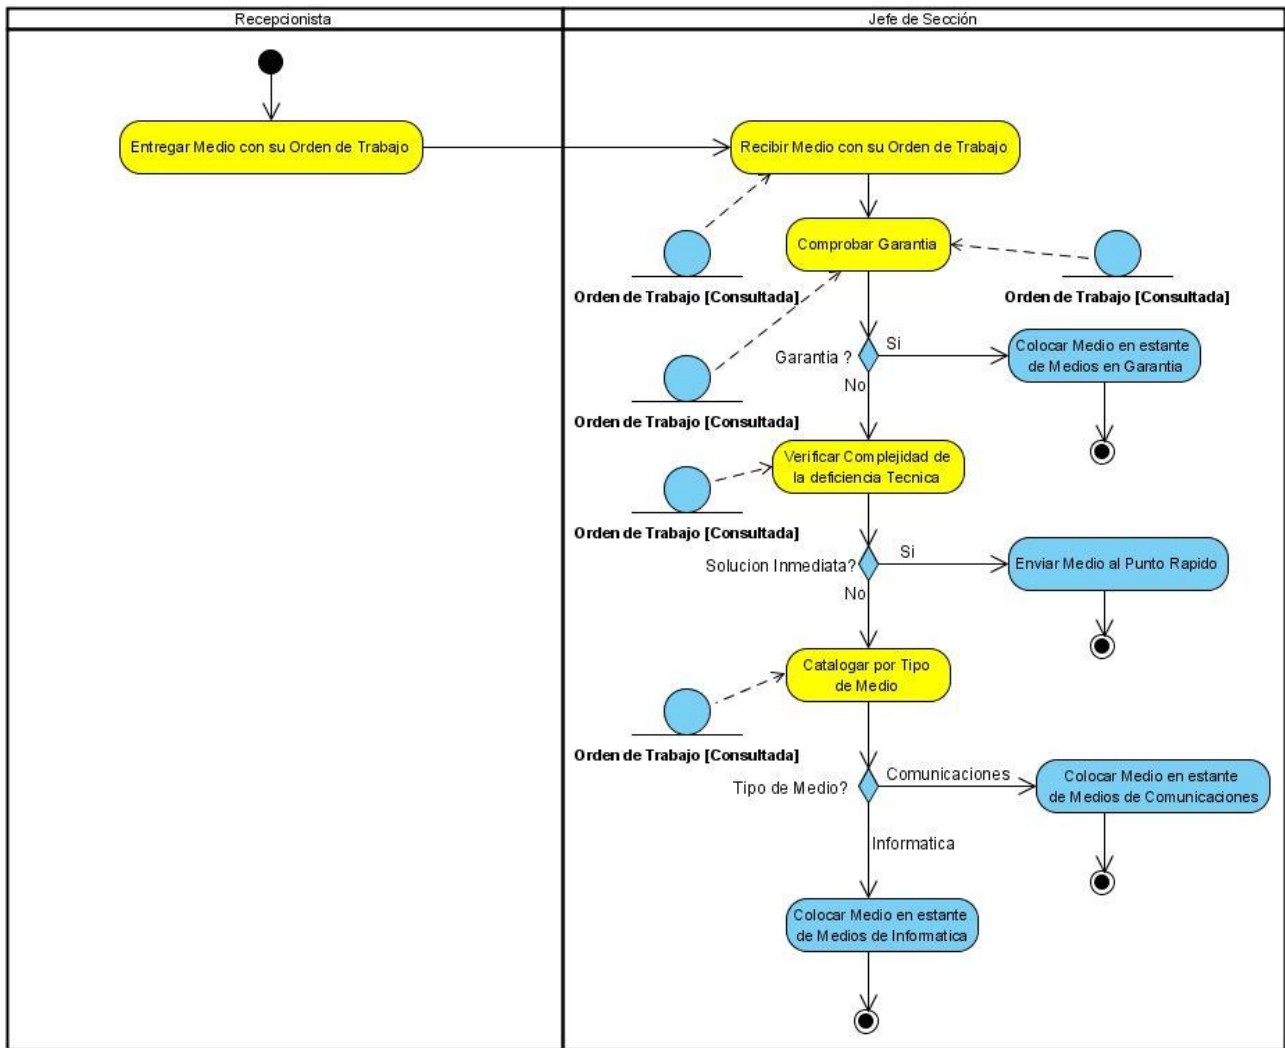 Recepcionista
Jefe de Sección
Entregar Medio con su Orden de Trabajo
Recibir Medio con su Orden de Trabajo
Comprobar Garantia
Orden de Trabajo [Consultada]
Orden de Trabajo [Consultada]
Garantia ?
Si
No
Colocar Medio en estante
de Medios en Garantia
Orden de Trabajo [Consultada]
Verificar Complejidad de
la deficiencia Tecnica
Orden de Trabajo [Consultada]
Solucion Inmediata?
Si
No
Enviar Medio al Punto Rapido
Catalogar por Tipo
de Medio
Orden de Trabajo [Consultada]
Tipo de Medio?
Comunicaciones
Colocar Medio en estante
de Medios de Comunicaciones
Informatica
Colocar Medio en estante
de Medios de Informatica